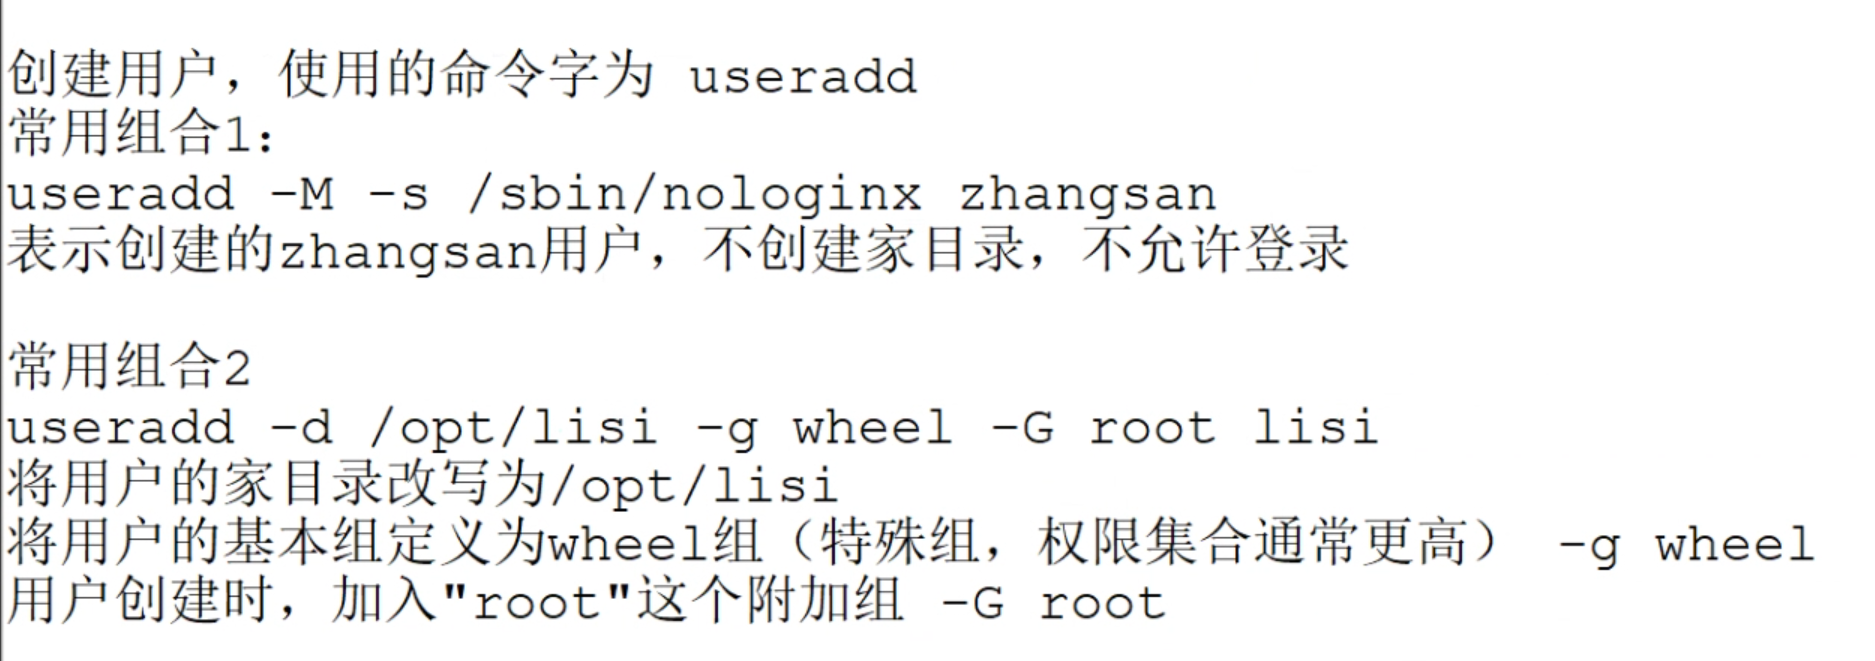 创建用户，使用的命令字为 useradd
常用组合1：
useradd -M -s /sbin/nologinx zhangsan
表示创建的zhangsan用户，不创建家目录，不允许登录
常用组合2
useradd -d /opt/lisi -g wheel -G root lisi
将用户的家目录改写为/opt/lisi
将用户的基本组定义为wheel组（特殊组，权限集合通常更高） -g wheel
用户创建时，加入"root"这个附加组 -G root